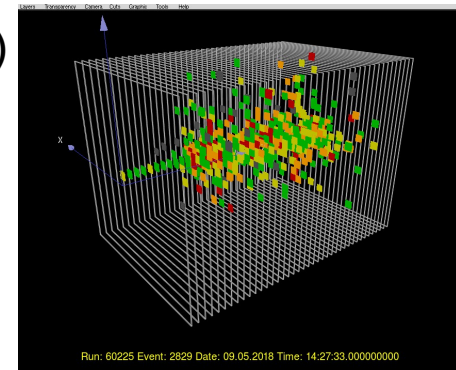 Layers Transparency Camera Cuts Graphic Tools Help
X
Run: 60225 Event: 2829 Date: 09.05.2018 Time: 14:27:33.000000000